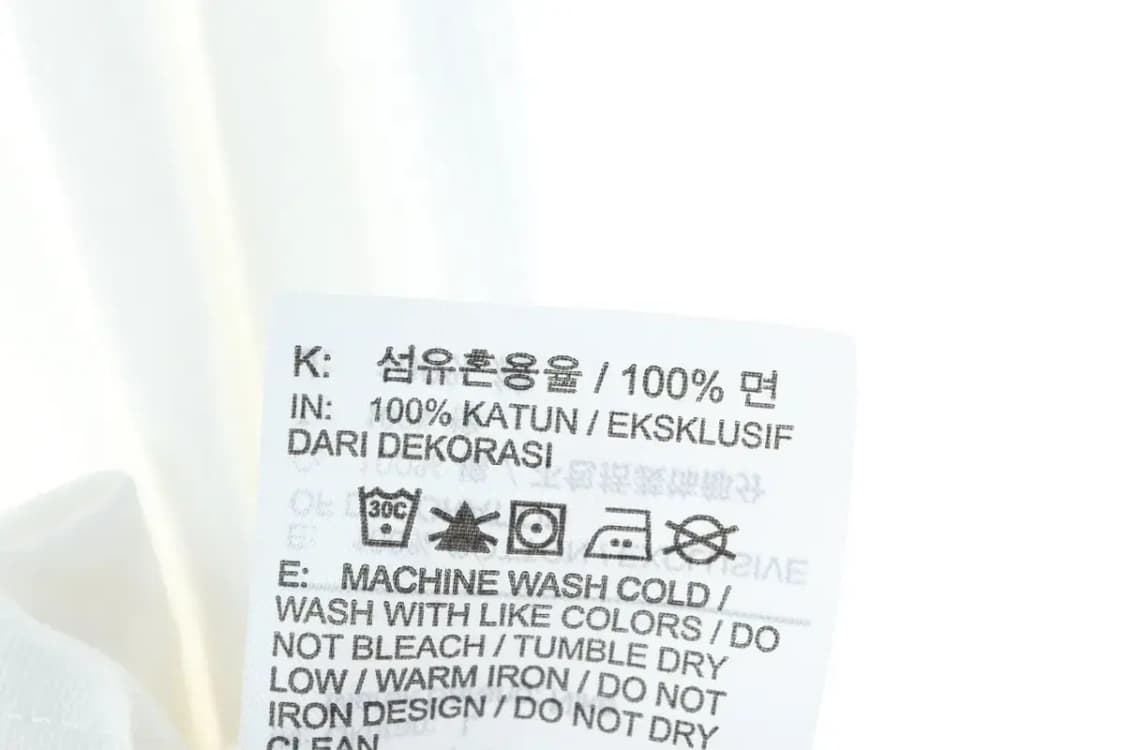 K: 섬유혼용율 / 100% 면
IN: 100% KATUN / EKSKLUSIF
DARI DEKORASI
30C
E: MACHINE WASH COLD /
WASH WITH LIKE COLORS / DO
NOT BLEACH / TUMBLE DRY
LOW / WARM IRON / DO NOT
IRON DESIGN / DO NOT DRY
CLEAN